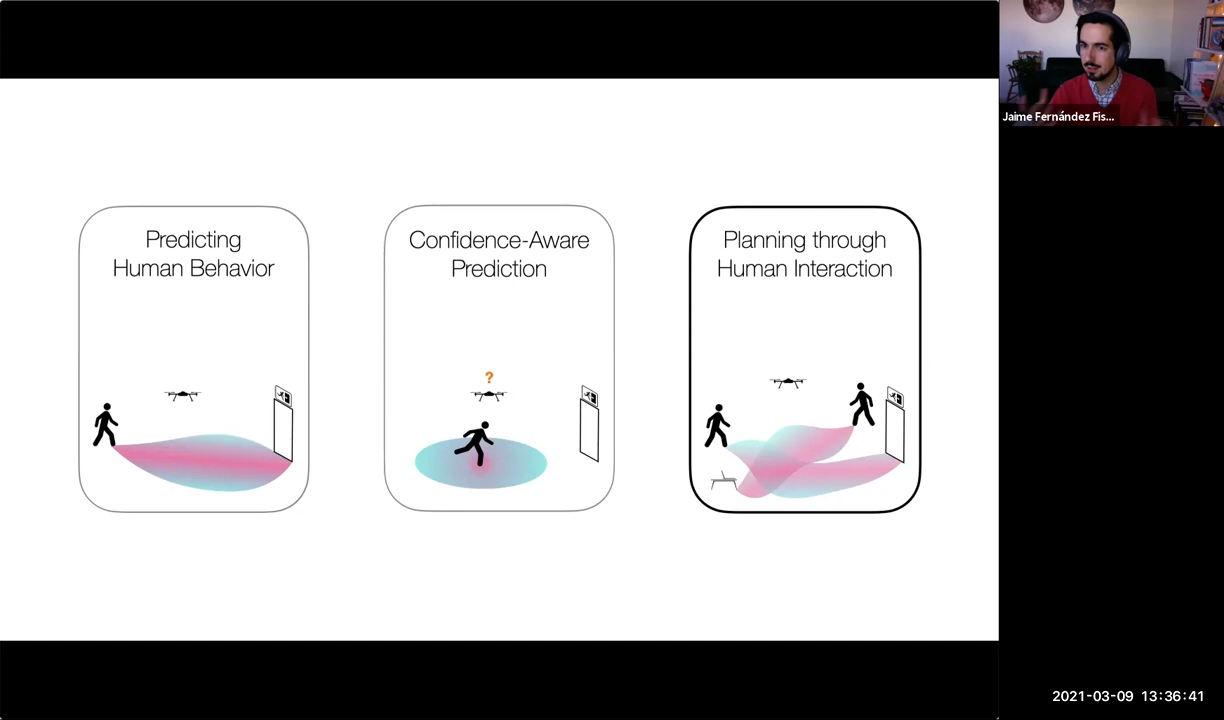 Predicting
Human Behavior
Confidence-Aware
Prediction
?
Planning through
Human Interaction
Jaime Fernández Fis...
2021-03-09 13:36:41